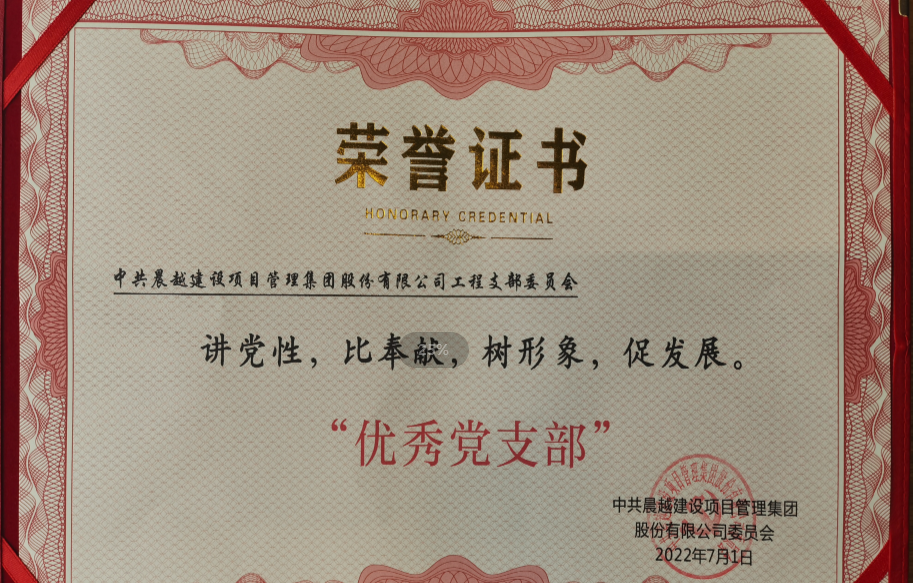 荣誉证书
HONORARY CREDENTIAL
中共晨越建设项目管理集团股份有限公司工程支部委员会
讲党性，比奉献，树形象，促发展。
“优秀党支部”
中共晨越建设项目管理集团
股份有限公司委员会
2022年7月1日